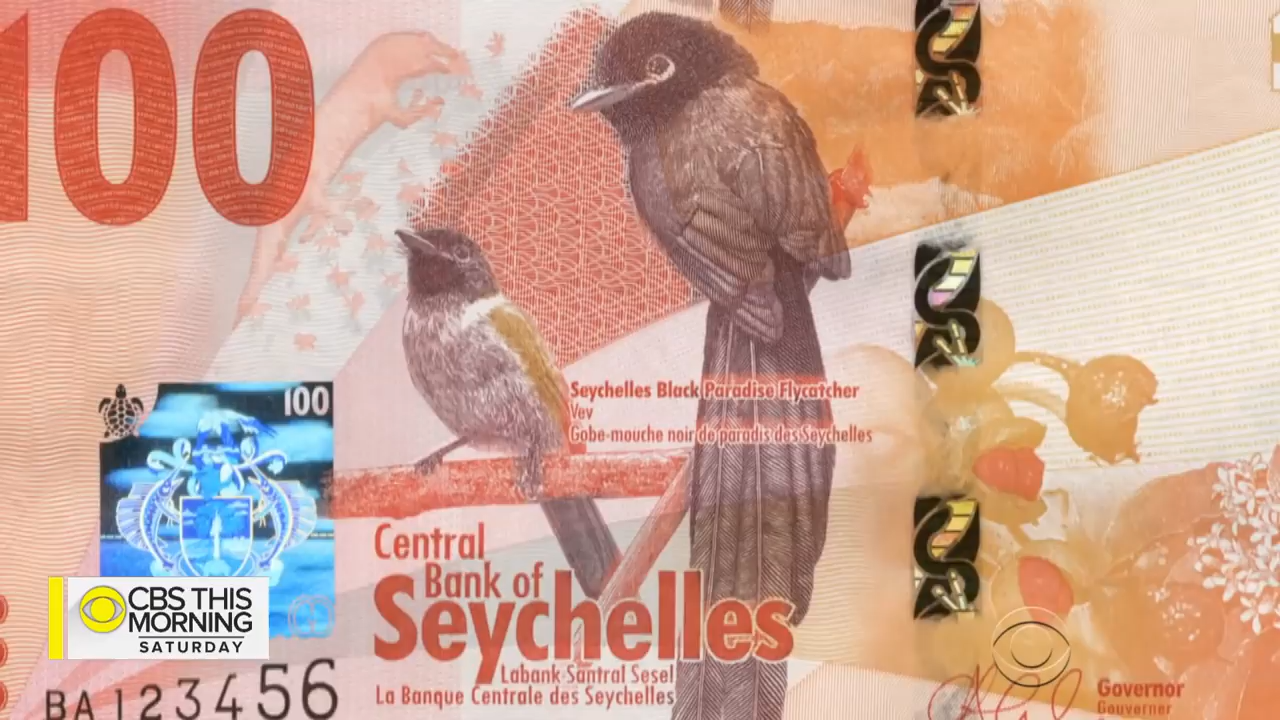 100
Seychelles Black Paradise Flycatcher
Vev
Gobe-mouche noir de paradis des Seychelles
100
Central
Bank of
Seychelles
Labank Santral Sesel
La Banque Centrale des Seychelles
CBS THIS
MORNING
SATURDAY
BA123456
Governor
Gouverner